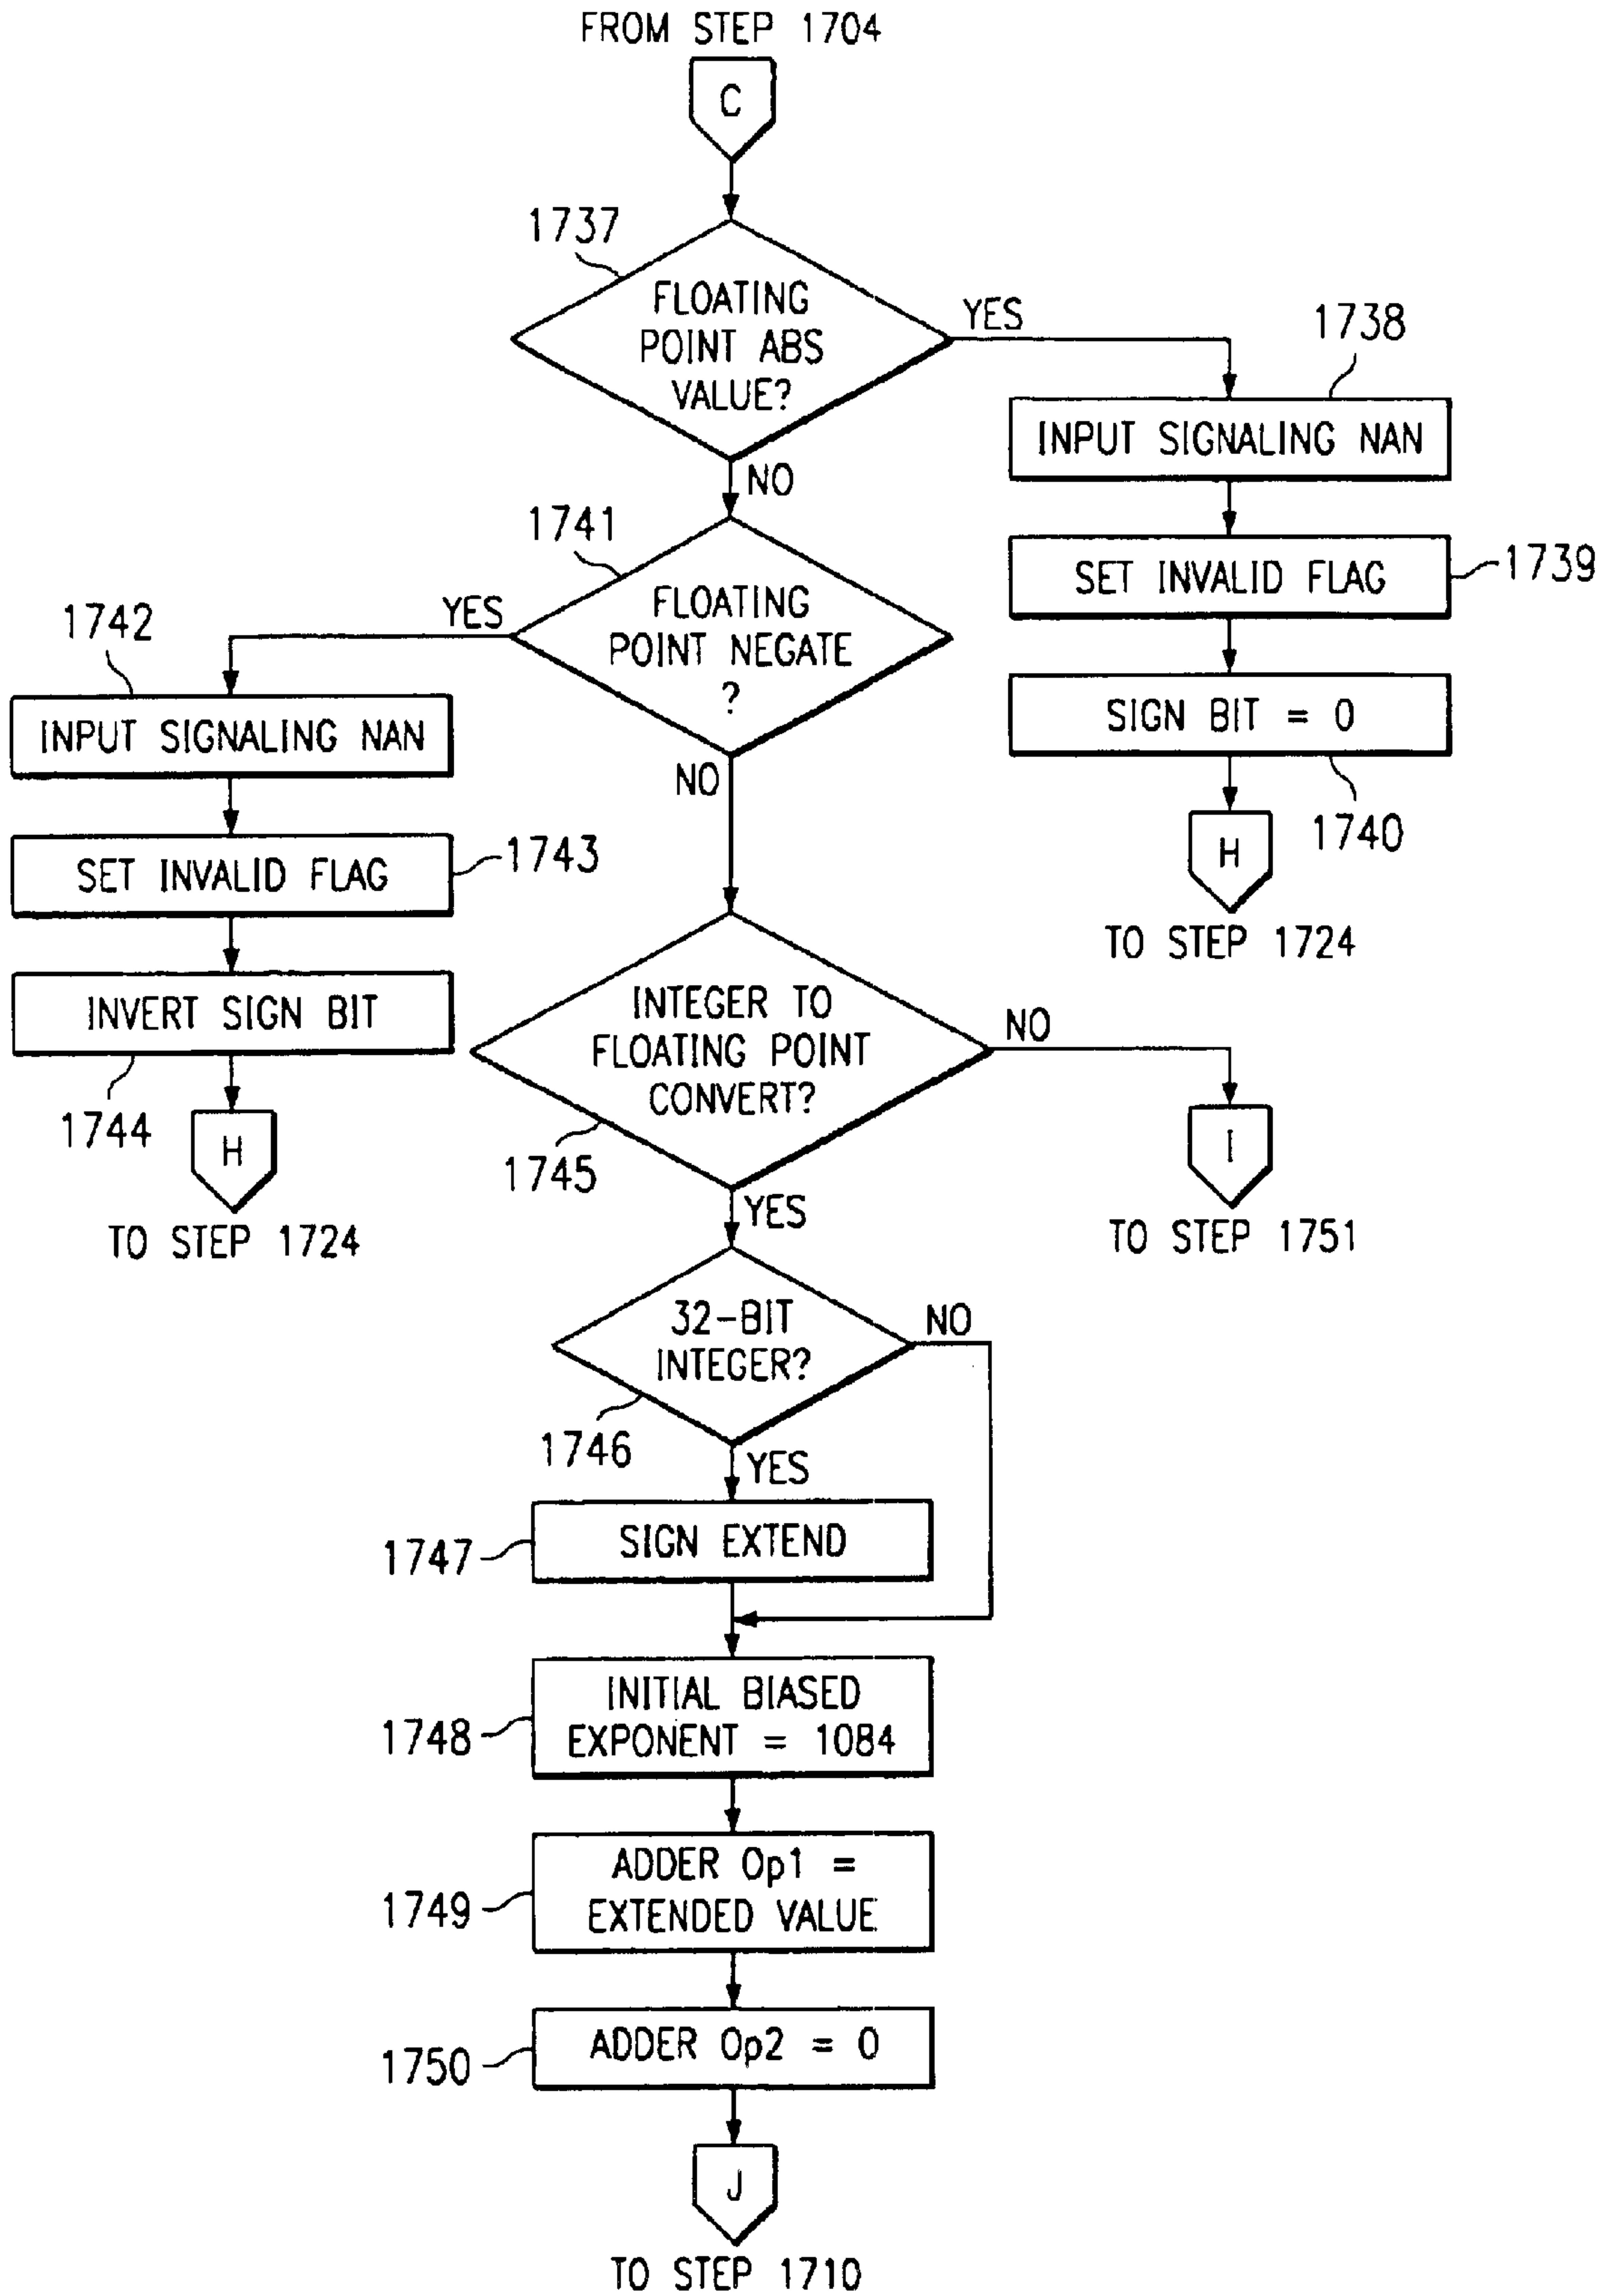 FROM STEP 1704
C
1737
FLOATING
POINT ABS
VALUE?
YES
NO
1738
INPUT SIGNALING NAN
SET INVALID FLAG
1739
SIGN BIT = 0
1740
H
TO STEP 1724
1741
FLOATING
POINT NEGATE
?
YES
NO
1742
INPUT SIGNALING NAN
SET INVALID FLAG
1743
INVERT SIGN BIT
1744
H
TO STEP 1724
INTEGER TO
FLOATING POINT
CONVERT?
1745
NO
I
TO STEP 1751
YES
32-BIT
INTEGER?
1746
NO
YES
SIGN EXTEND
1747
INITIAL BIASED
EXPONENT = 1084
1748
ADDER Op1 =
EXTENDED VALUE
1749
ADDER Op2 = 0
1750
J
TO STEP 1710